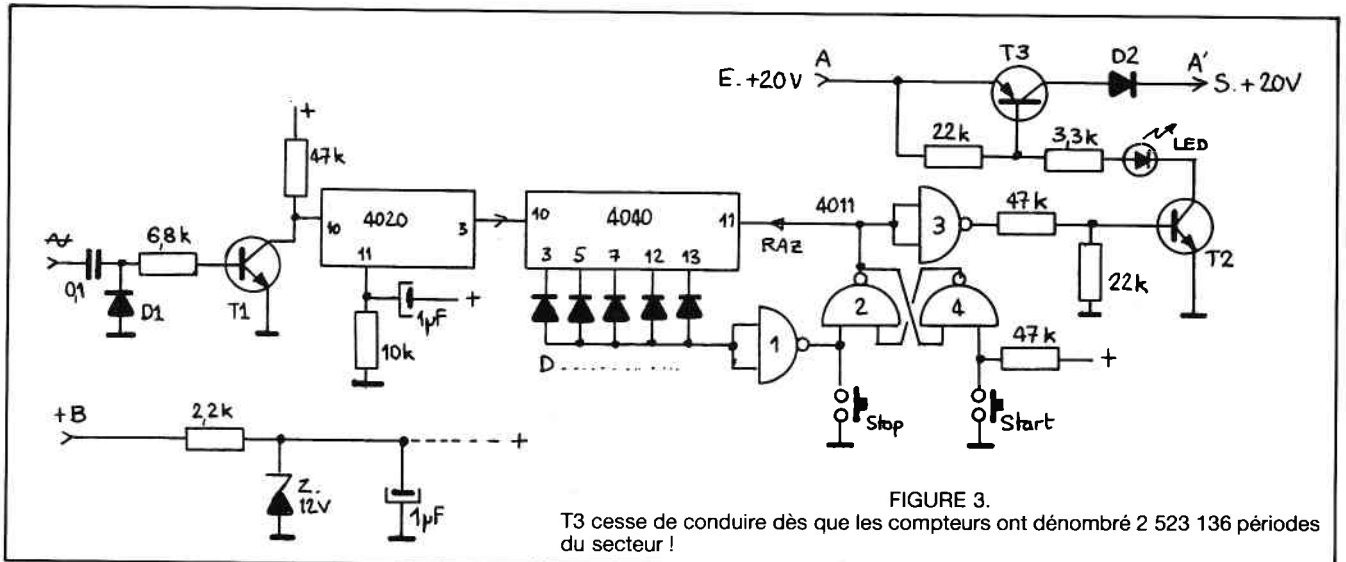 A
T3
D2
A'
E.+20V
S.+20V
22k
3,3k
LED
+
47k
10
4020
3
11
10
4040
11
3 5 7 12 13
RAZ
4011
3
47k
22k
T2
6,8k
0,1
D1
T1
1µF
+
10k
D...............
1
2
4
47k
+
Stop
Start
+B
2,2k
+
Z.
12V
1µF
FIGURE 3.
T3 cesse de conduire dès que les compteurs ont dénombré 2 523 136 périodes
du secteur !